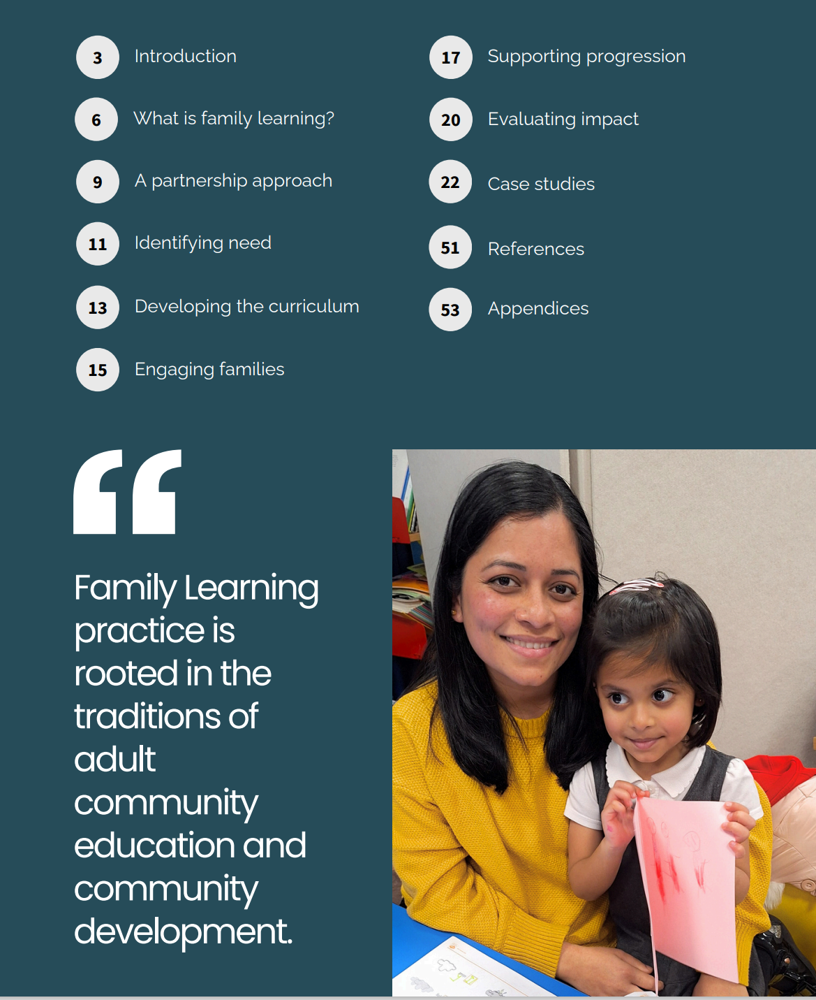 3 Introduction
6 What is family learning?
9 A partnership approach
11 Identifying need
13 Developing the curriculum
15 Engaging families
17 Supporting progression
20 Evaluating impact
22 Case studies
51 References
53 Appendices
“
Family Learning
practice is
rooted in the
traditions of
adult
community
education and
community
development.